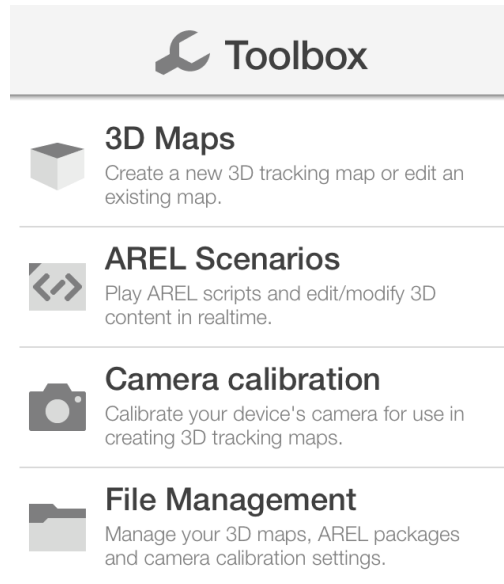 Toolbox
3D Maps
Create a new 3D tracking map or edit an
existing map.
AREL Scenarios
Play AREL scripts and edit/modify 3D
content in realtime.
Camera calibration
Calibrate your device's camera for use in
creating 3D tracking maps.
File Management
Manage your 3D maps, AREL packages
and camera calibration settings.